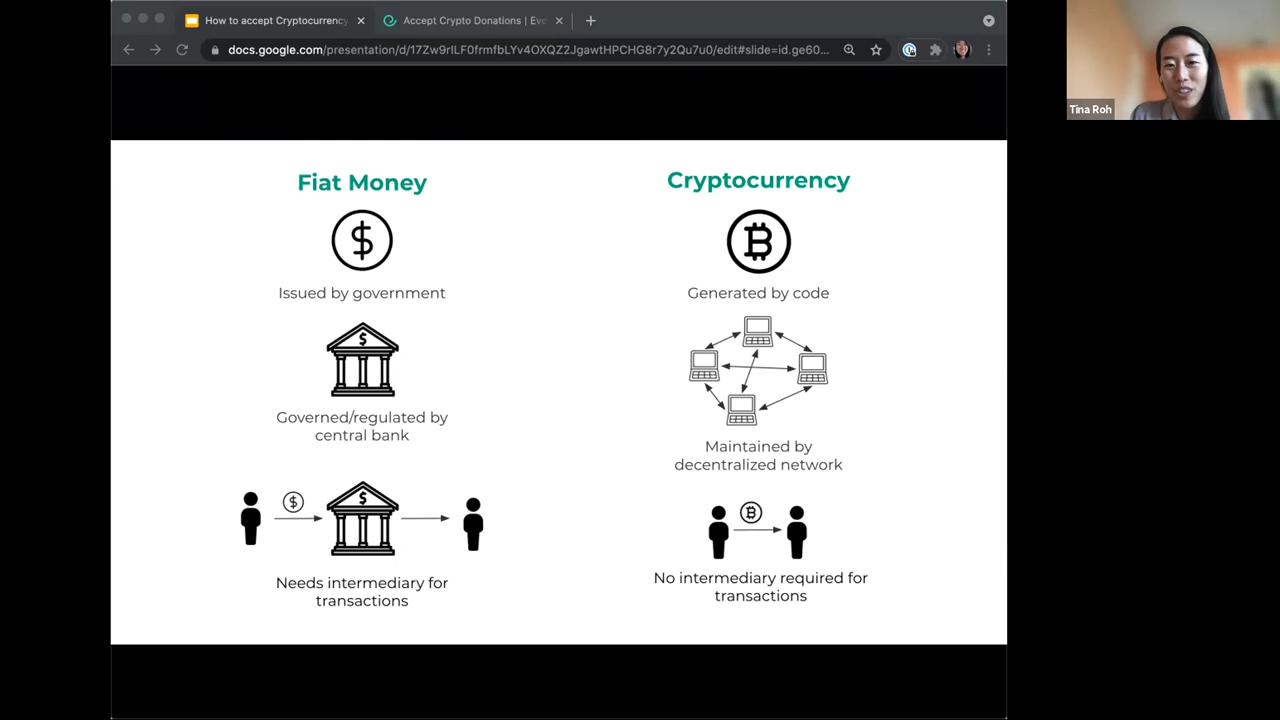 How to accept Cryptocurrency
Accept Crypto Donations | Eve
docs.google.com/presentation/d/17Zw9rILF0frmfbLYv4OXQZ2JgawtHPCHG8r7y2Qu7u0/edit#slide=id.ge60...
Tina Roh
Fiat Money
$
Issued by government
$
Governed/regulated by
central bank
$
$
Needs intermediary for
transactions
Cryptocurrency
₿
Generated by code
Maintained by
decentralized network
₿
No intermediary required for
transactions